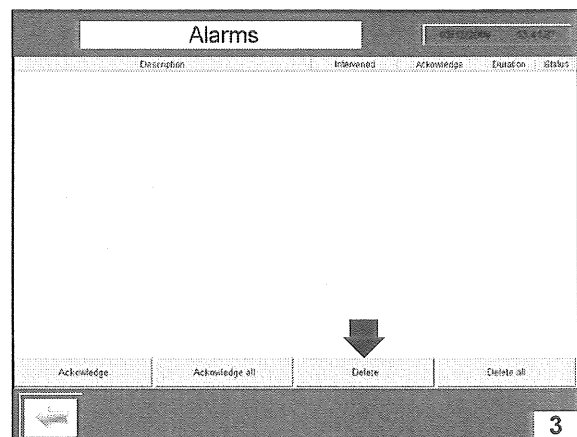 Alarms
Description Intervened Acknowledge Duration Status
Acknowledge Acknowledge all Delete Delete all
3